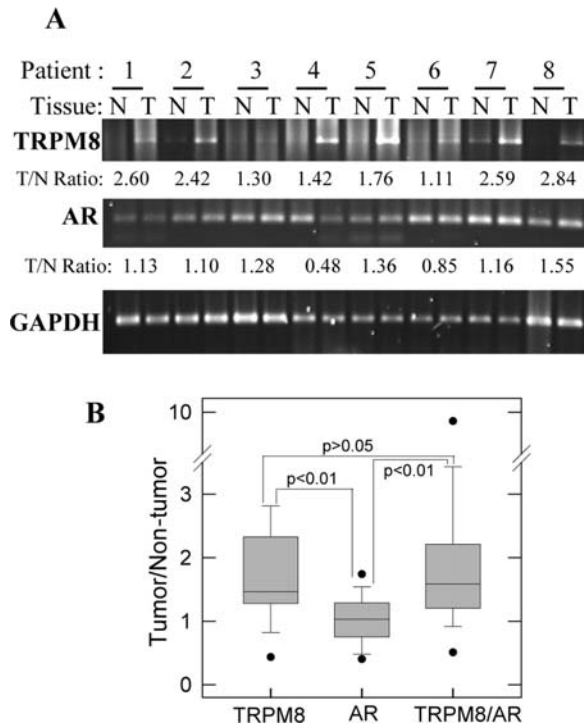 A
Patient : 1 2 3 4 5 6 7 8
Tissue: N T N T N T N T N T N T N T N T
TRPM8
T/N Ratio: 2.60 2.42 1.30 1.42 1.76 1.11 2.59 2.84
AR
T/N Ratio: 1.13 1.10 1.28 0.48 1.36 0.85 1.16 1.55
GAPDH
B
10
p>0.05
p<0.01
p<0.01
3
2
1
0
Tumor/Non-tumor
TRPM8 AR TRPM8/AR